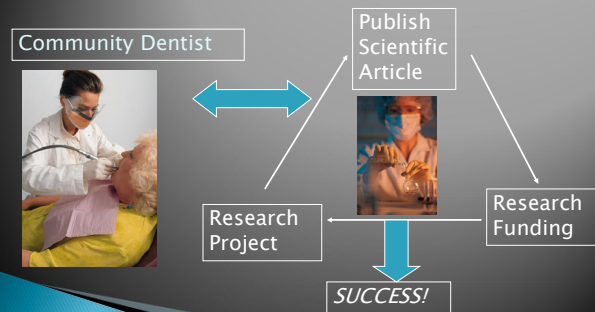 Community Dentist
Publish
Scientific
Article
Research
Project
Research
Funding
SUCCESS!